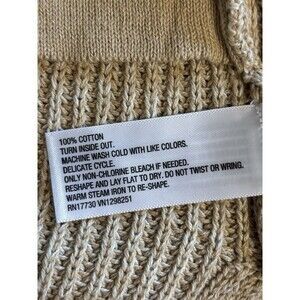 100% COTTON
TURN INSIDE OUT.
MACHINE WASH COLD WITH LIKE COLORS.
DELICATE CYCLE.
ONLY NON-CHLORINE BLEACH IF NEEDED.
RESHAPE AND LAY FLAT TO DRY. DO NOT TWIST OR WRING.
WARM STEAM IRON TO RE-SHAPE.
RN17730 VN1298251